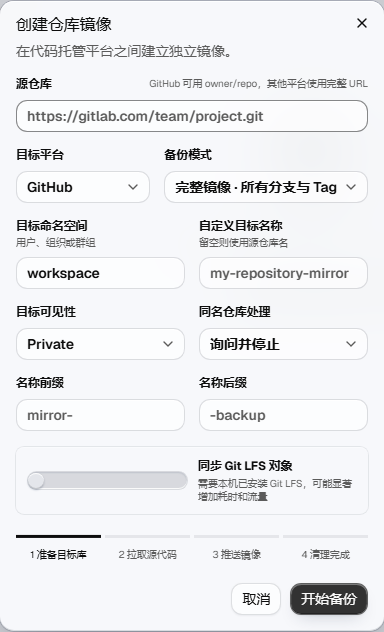 创建仓库镜像
在代码托管平台之间建立独立镜像。
源仓库 GitHub 可用 owner/repo，其他平台使用完整 URL
https://gitlab.com/team/project.git
目标平台 备份模式
GitHub 完整镜像 · 所有分支与 Tag
目标命名空间 自定义目标名称
用户、组织或群组 留空则使用源仓库名
workspace my-repository-mirror
目标可见性 同名仓库处理
Private 询问并停止
名称前缀 名称后缀
mirror- -backup
同步 Git LFS 对象
需要本机已安装 Git LFS，可能显著
增加耗时和流量
1 准备目标库 2 拉取源代码 3 推送镜像 4 清理完成
取消 开始备份